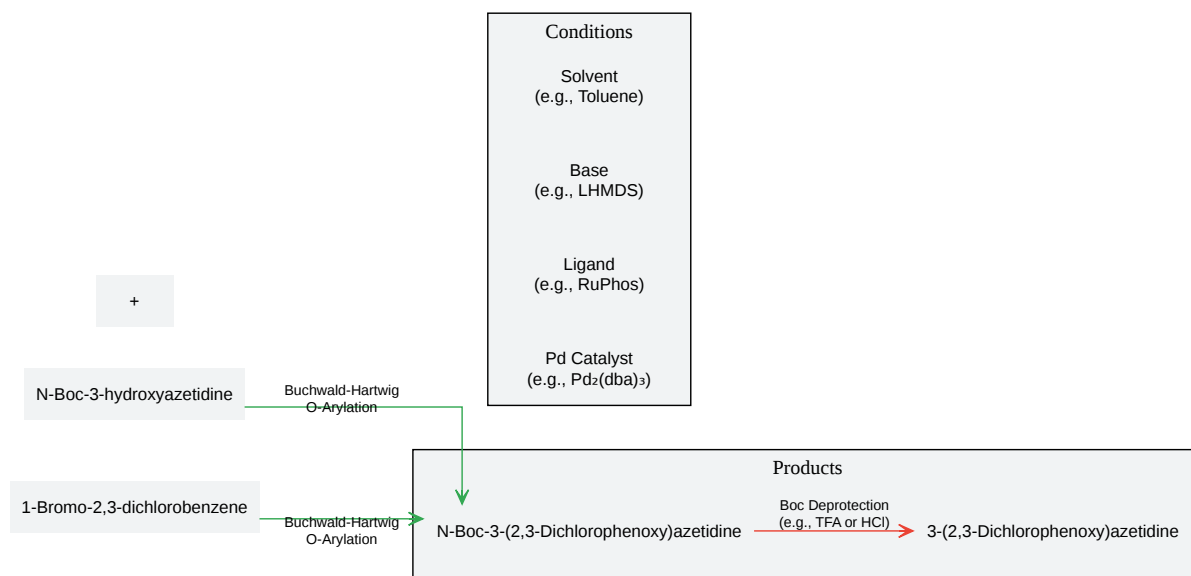 Conditions
Solvent
(e.g., Toluene)
Base
(e.g., LHMDS)
Ligand
(e.g., RuPhos)
Pd Catalyst
(e.g., Pd₂(dba)₃)
+
N-Boc-3-hydroxyazetidine
Buchwald-Hartwig
O-Arylation
1-Bromo-2,3-dichlorobenzene
Buchwald-Hartwig
O-Arylation
Products
N-Boc-3-(2,3-Dichlorophenoxy)azetidine
Boc Deprotection
(e.g., TFA or HCl)
3-(2,3-Dichlorophenoxy)azetidine